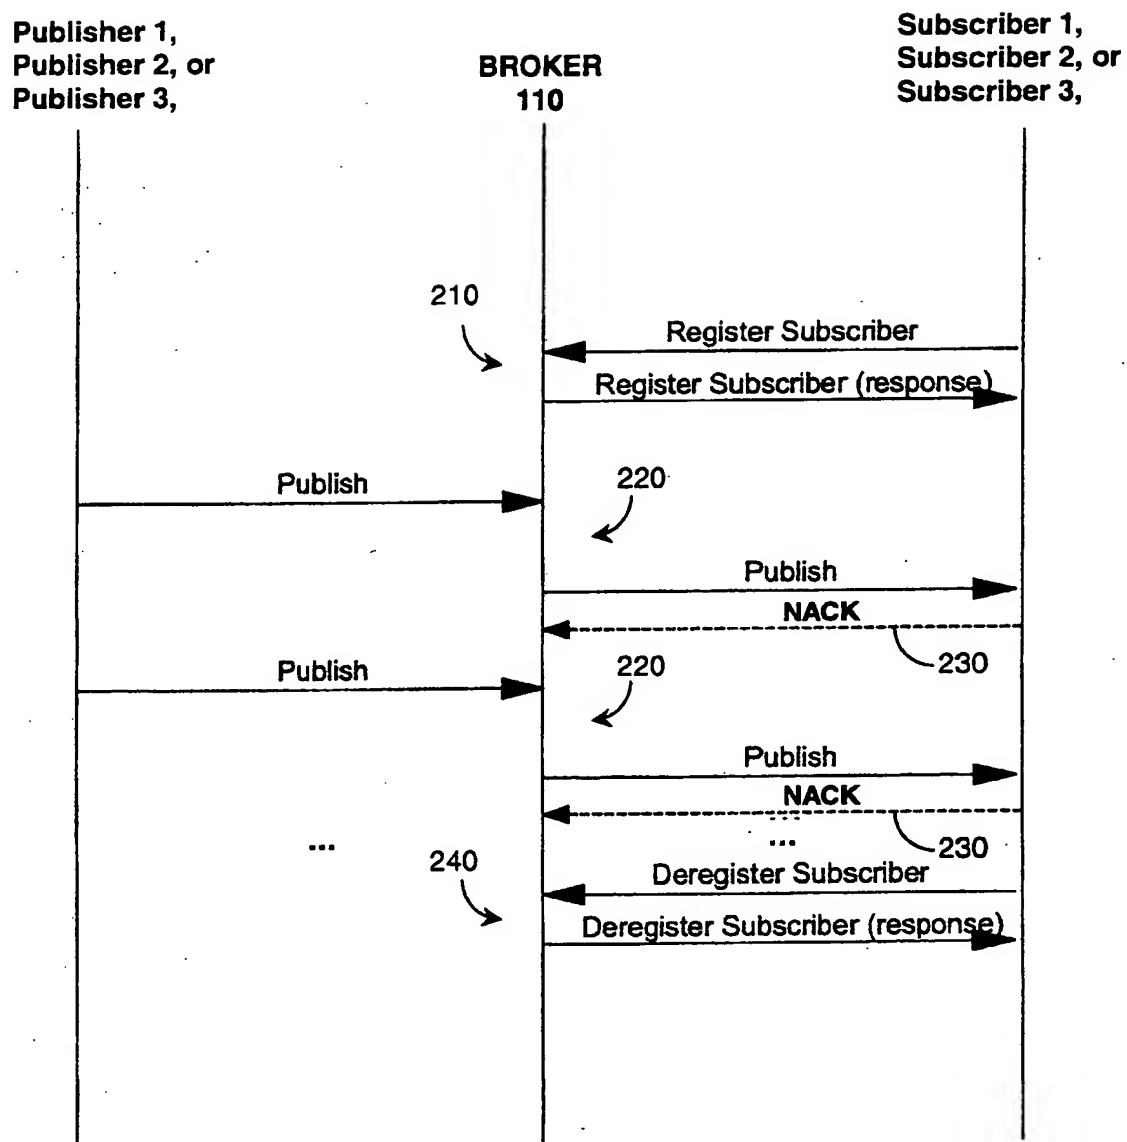 Publisher 1,
Publisher 2, or
Publisher 3,
BROKER
110
Subscriber 1,
Subscriber 2, or
Subscriber 3,
210
Register Subscriber
Register Subscriber (response)
Publish
220
Publish
NACK
230
Publish
220
Publish
NACK
...
...
230
240
Deregister Subscriber
Deregister Subscriber (response)